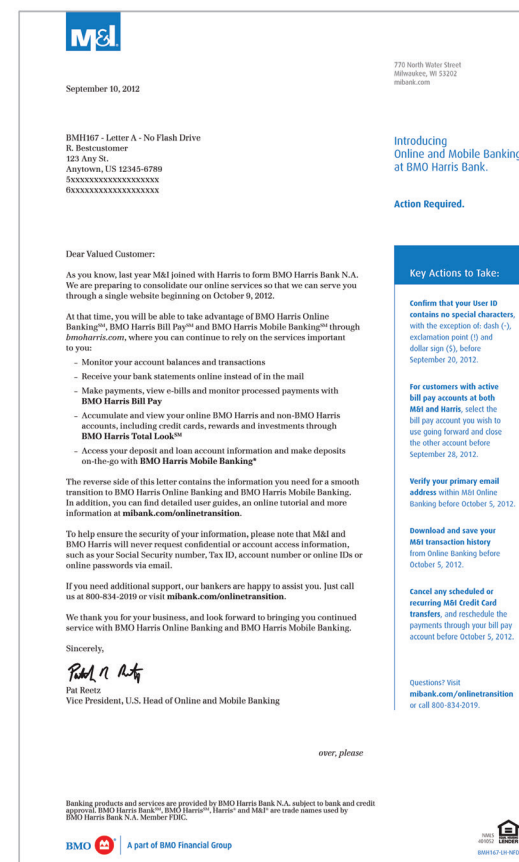 M&I
770 North Water Street
Milwaukee, WI 53202
mibank.com
September 10, 2012
BMH167 - Letter A - No Flash Drive
R. Bestcustomer
123 Any St.
Anytown, US 12345-6789
5xxxxxxxxxxxxxxxxxxx
6xxxxxxxxxxxxxxxxxxx
Introducing
Online and Mobile Banking
at BMO Harris Bank.
Action Required.
Dear Valued Customer:
As you know, last year M&I joined with Harris to form BMO Harris Bank N.A.
We are preparing to consolidate our online services so that we can serve you
through a single website beginning on October 9, 2012.
At that time, you will be able to take advantage of BMO Harris Online
Banking℠, BMO Harris Bill Pay℠ and BMO Harris Mobile Banking℠ through
bmoharris.com, where you can continue to rely on the services important
to you:
– Monitor your account balances and transactions
– Receive your bank statements online instead of in the mail
– Make payments, view e-bills and monitor processed payments with
BMO Harris Bill Pay
– Accumulate and view your online BMO Harris and non-BMO Harris
accounts, including credit cards, rewards and investments through
BMO Harris Total Look℠
– Access your deposit and loan account information and make deposits
on-the-go with BMO Harris Mobile Banking*
The reverse side of this letter contains the information you need for a smooth
transition to BMO Harris Online Banking and BMO Harris Mobile Banking.
In addition, you can find detailed user guides, an online tutorial and more
information at mibank.com/onlinetransition.
To help ensure the security of your information, please note that M&I and
BMO Harris will never request confidential or account access information,
such as your Social Security number, Tax ID, account number or online IDs or
online passwords via email.
If you need additional support, our bankers are happy to assist you. Just call
us at 800-834-2019 or visit mibank.com/onlinetransition.
We thank you for your business, and look forward to bringing you continued
service with BMO Harris Online Banking and BMO Harris Mobile Banking.
Sincerely,
Pat Reetz
Vice President, U.S. Head of Online and Mobile Banking
over, please
Key Actions to Take:
Confirm that your User ID
contains no special characters,
with the exception of: dash (-),
exclamation point (!) and
dollar sign ($), before
September 20, 2012.
For customers with active
bill pay accounts at both
M&I and Harris, select the
bill pay account you wish to
use going forward and close
the other account before
September 28, 2012.
Verify your primary email
address within M&I Online
Banking before October 5, 2012.
Download and save your
M&I transaction history
from Online Banking before
October 5, 2012.
Cancel any scheduled or
recurring M&I Credit Card
transfers, and reschedule the
payments through your bill pay
account before October 5, 2012.
Questions? Visit
mibank.com/onlinetransition
or call 800-834-2019.
Banking products and services are provided by BMO Harris Bank N.A. subject to bank and credit
approval. BMO Harris Bank℠, BMO Harris℠, Harris® and M&I® are trade names used by
BMO Harris Bank N.A. Member FDIC.
BMO A part of BMO Financial Group
NMLS
401052
LENDER
BMH167-LH-NFD